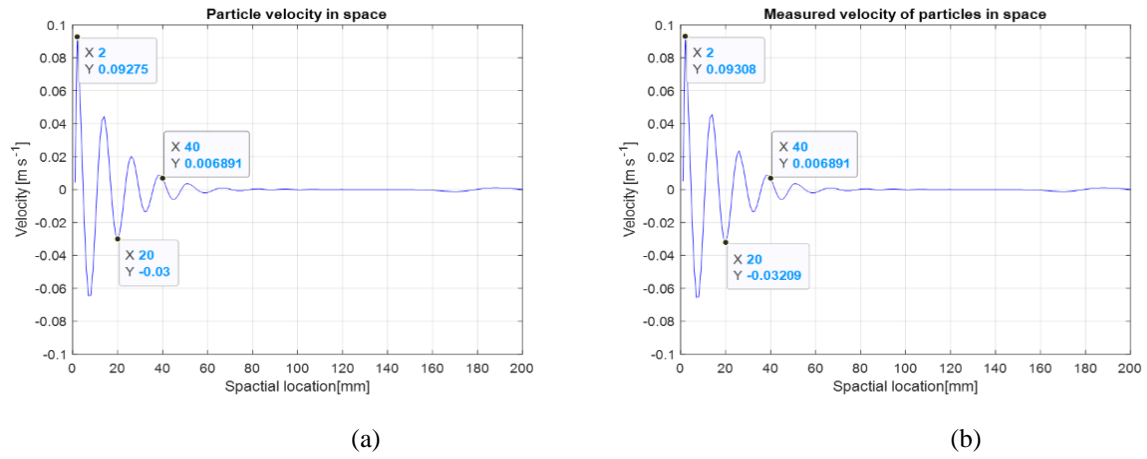 Particle velocity in space
0.1
0.08
0.06
0.04
0.02
0
-0.02
-0.04
-0.06
-0.08
-0.1
Velocity [m s-1]
X 2
Y 0.09275
X 40
Y 0.006891
X 20
Y -0.03
0 20 40 60 80 100 120 140 160 180 200
Spactial location[mm]
(a)
Measured velocity of particles in space
0.1
0.08
0.06
0.04
0.02
0
-0.02
-0.04
-0.06
-0.08
-0.1
Velocity [m s-1]
X 2
Y 0.09308
X 40
Y 0.006891
X 20
Y -0.03209
0 20 40 60 80 100 120 140 160 180 200
Spactial location[mm]
(b)